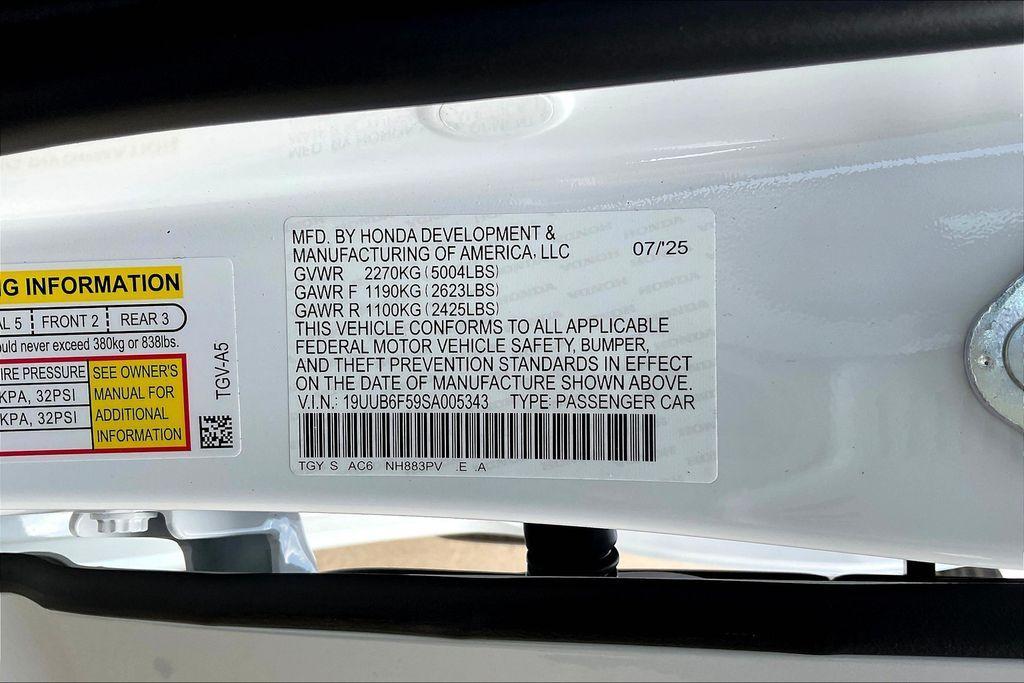 NG INFORMATION
AL 5 FRONT 2 REAR 3
ould never exceed 380kg or 838lbs.
IRE PRESSURE
KPA, 32PSI
KPA, 32PSI
SEE OWNER'S
MANUAL FOR
ADDITIONAL
INFORMATION
TGV-A5
MFD. BY HONDA DEVELOPMENT &
MANUFACTURING OF AMERICA, LLC 07/'25
GVWR 2270KG (5004LBS)
GAWR F 1190KG (2623LBS)
GAWR R 1100KG (2425LBS)
THIS VEHICLE CONFORMS TO ALL APPLICABLE
FEDERAL MOTOR VEHICLE SAFETY, BUMPER,
AND THEFT PREVENTION STANDARDS IN EFFECT
ON THE DATE OF MANUFACTURE SHOWN ABOVE.
V.I.N.: 19UUB6F59SA005343 TYPE: PASSENGER CAR
TGY S AC6 NH883PV .E .A